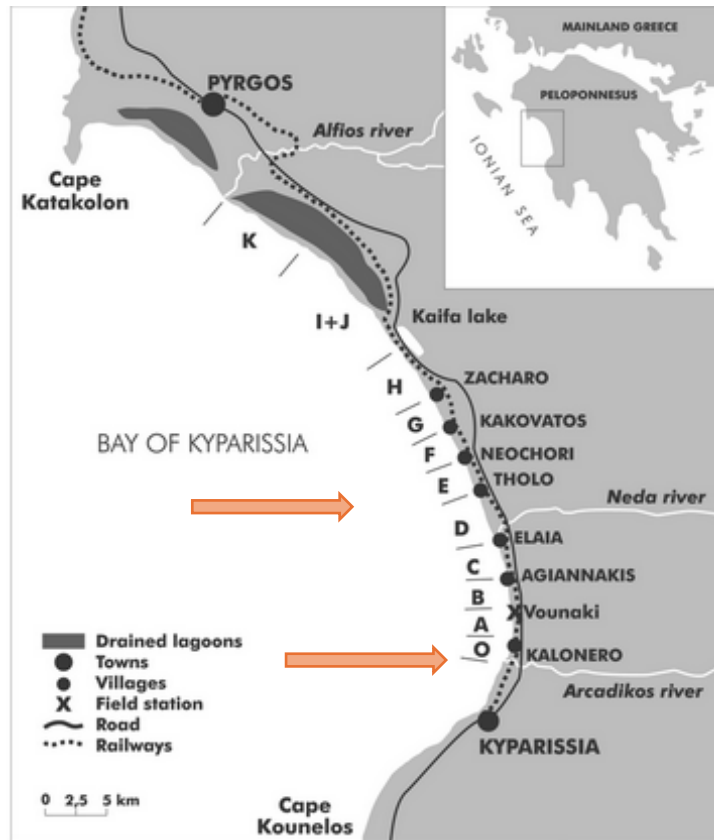 MAINLAND GREECE
PELOPONNESUS
IONIAN SEA
PYRGOS
Alfios river
Cape
Katakolon
K
I+J
Kaifa lake
H
ZACHARO
G
KAKOVATOS
BAY OF KYPARISSIA
F
NEOCHORI
E
THOLO
Neda river
D
ELAIA
C
AGIANNAKIS
B
Vounaki
A
O
KALONERO
Drained lagoons
Towns
Villages
X Field station
Road
Railways
Arcadikos river
KYPARISSIA
0 2,5 5 km
Cape
Kounelos